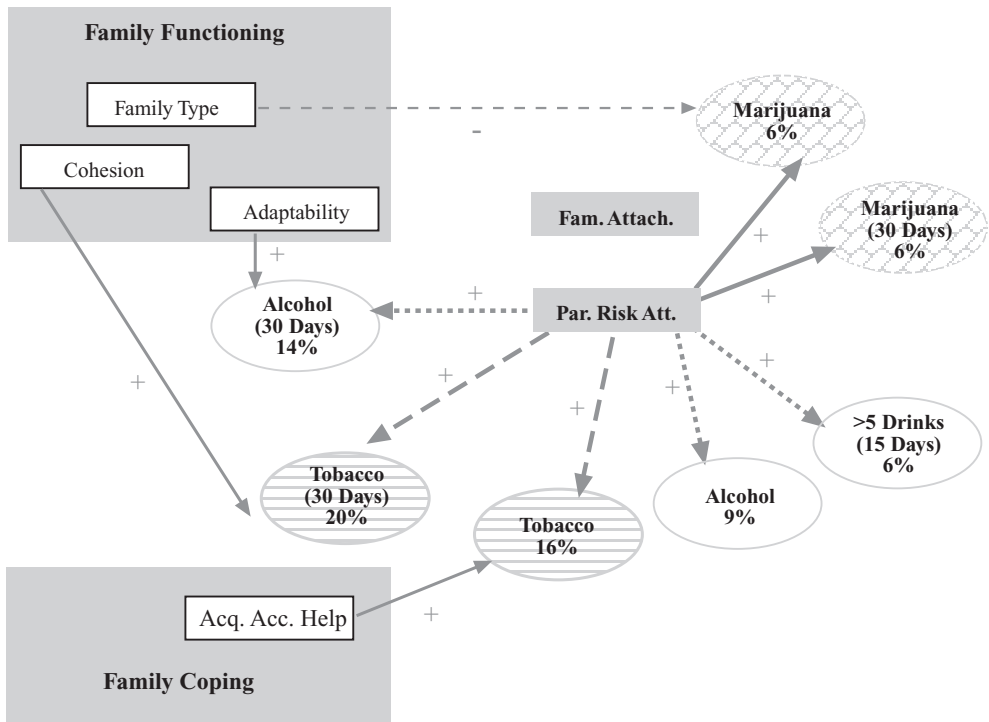 Family Functioning
Family Type
Cohesion
Adaptability
-
Marijuana
6%
Fam. Attach.
Marijuana
(30 Days)
6%
+
+
+
Alcohol
(30 Days)
14%
+
Par. Risk Att.
+
+
+
+
+
+
>5 Drinks
(15 Days)
6%
Tobacco
(30 Days)
20%
Alcohol
9%
Tobacco
16%
Acq. Acc. Help
+
Family Coping